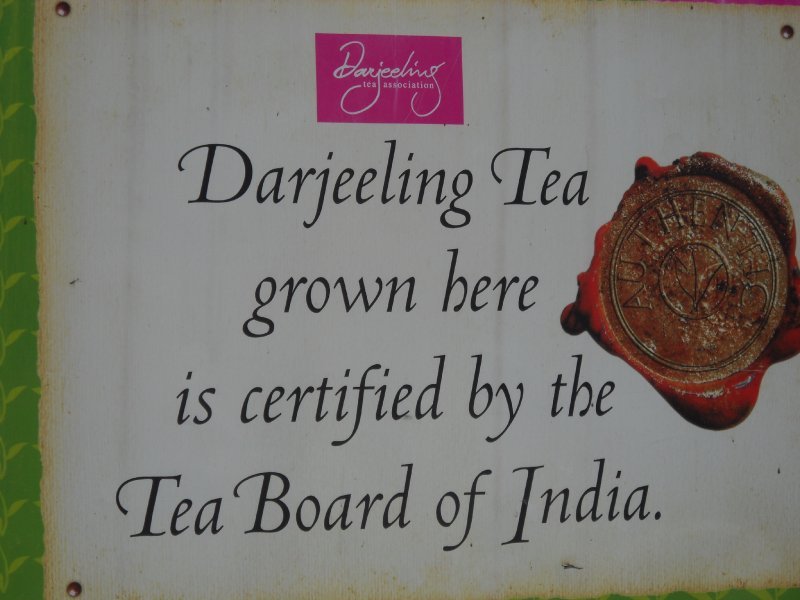 Darjeeling
tea association
Darjeeling Tea
grown here
is certified by the
Tea Board of India.
AUTHENTIC